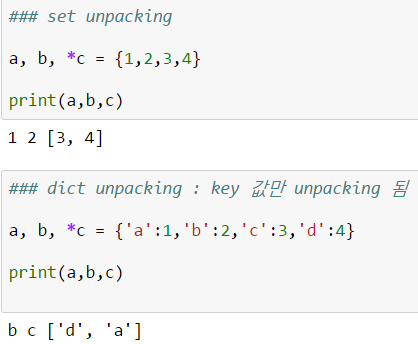 ### set unpacking
a, b, *c = {1,2,3,4}
print(a,b,c)
1 2 [3, 4]
### dict unpacking : key 값만 unpacking 됨
a, b, *c = {'a':1,'b':2,'c':3,'d':4}
print(a,b,c)
b c ['d', 'a']